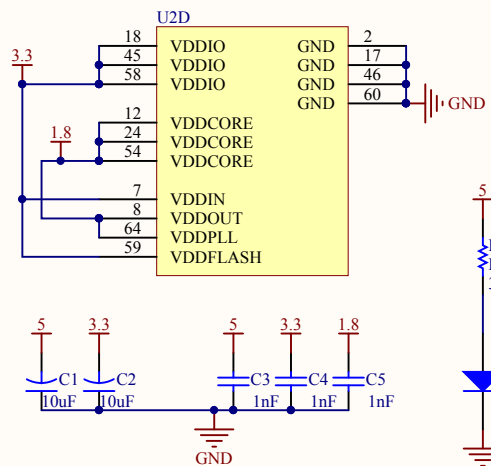 U2D
18 VDDIO GND 2
45 VDDIO GND 17
58 VDDIO GND 46
GND 60
3.3
GND
12 VDDCORE
24 VDDCORE
54 VDDCORE
1.8
7 VDDIN
8 VDDOUT
64 VDDPLL
59 VDDFLASH
5
5 3.3 5 3.3 1.8
C1 C2 C3 C4 C5
10uF 10uF 1nF 1nF 1nF
GND